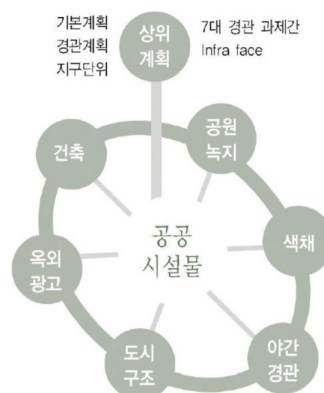 기본계획
경관계획
지구단위
상위
계획
7대 경관 과제간
Infra face
공원
녹지
건축
색채
공공
시설물
옥외
광고
야간
경관
도시
구조